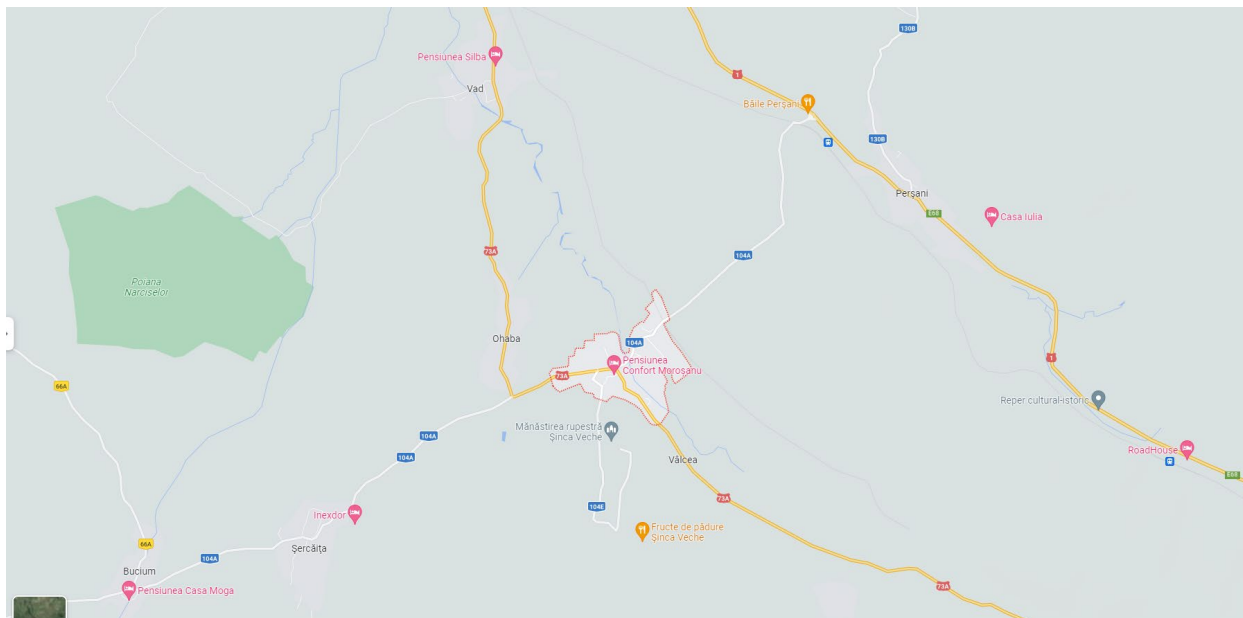 130B
Pensiunea Silba
1
Vad
Băile Perșani
130B
Perșani
E68
Casa Iulia
73A
104A
Poiana
Narciselor
Ohaba
104A
Pensiunea
Confort Moroșanu
73A
1
66A
Reper cultural-istoric
Mănăstirea rupestră
Șinca Veche
104A
104A
Vâlcea
RoadHouse
E68
73A
104E
Inexdor
Fructe de pădure
Șinca Veche
66A
Șercăița
104A
Bucium
73A
Pensiunea Casa Moga